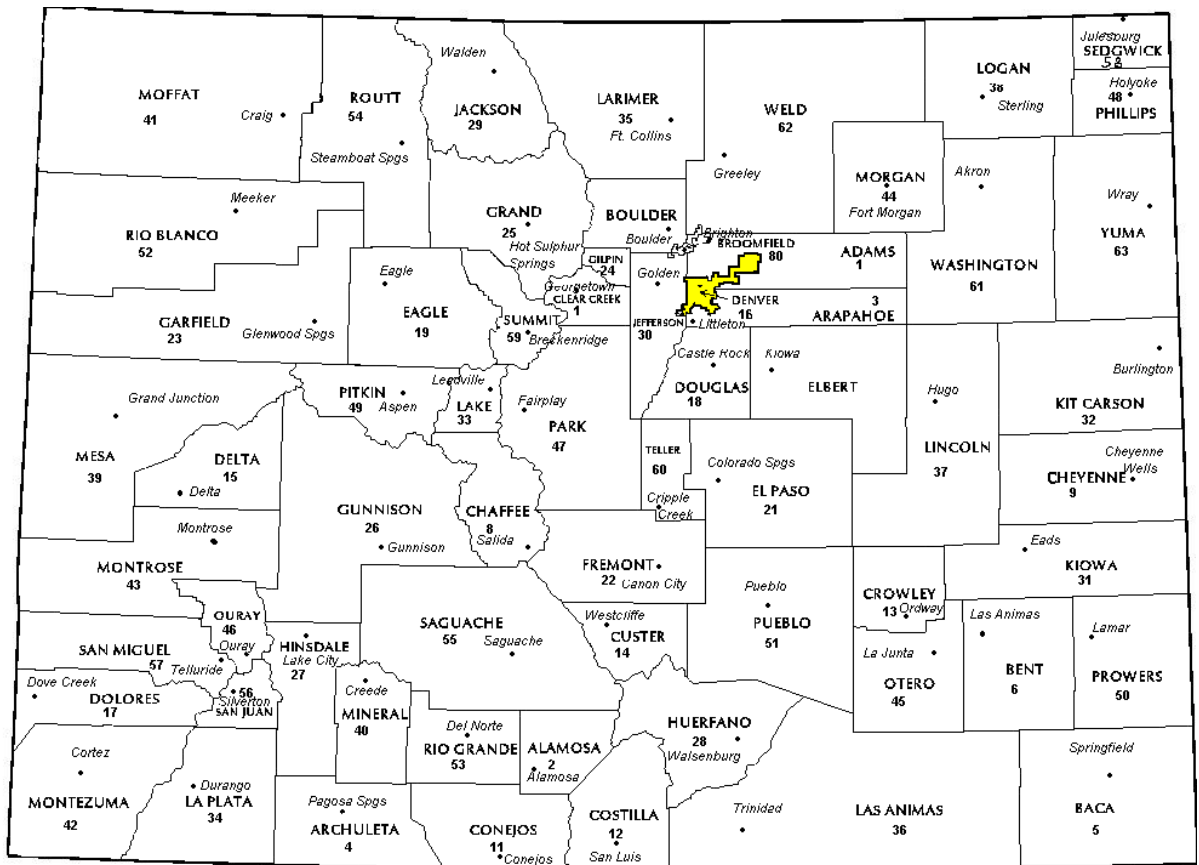 Julesburg
SEDGWICK
58
Walden
LOGAN
38
Sterling
Holyoke
48
PHILLIPS
MOFFAT
41
Craig
ROUTT
54
Steamboat Spgs
JACKSON
29
LARIMER
35
Ft. Collins
WELD
62
Greeley
MORGAN
44
Fort Morgan
Akron
WASHINGTON
61
Wray
YUMA
63
Meeker
RIO BLANCO
52
GRAND
25
Hot Sulphur
Springs
BOULDER
Boulder
Brighton
BROOMFIELD
80
ADAMS
1
GILPIN
24
Golden
Georgetown
CLEAR CREEK
1
DENVER
16
3
ARAPAHOE
Littleton
JEFFERSON
30
Eagle
EAGLE
19
GARFIELD
23
Glenwood Spgs
SUMMIT
59
Breckenridge
Castle Rock
DOUGLAS
18
Kiowa
ELBERT
Hugo
LINCOLN
37
Burlington
KIT CARSON
32
Grand Junction
MESA
39
PITKIN
49
Aspen
Leadville
LAKE
33
Fairplay
PARK
47
DELTA
15
Delta
TELLER
60
Cripple
Creek
Colorado Spgs
EL PASO
21
Cheyenne
Wells
CHEYENNE
9
GUNNISON
26
Gunnison
CHAFFEE
8
Salida
Montrose
MONTROSE
43
FREMONT
22
Canon City
Eads
KIOWA
31
OURAY
46
Ouray
SAGUACHE
55
Saguache
Westcliffe
CUSTER
14
Pueblo
PUEBLO
51
CROWLEY
13
Ordway
Las Animas
BENT
6
Lamar
PROWERS
50
SAN MIGUEL
57
Telluride
HINSDALE
Lake City
27
La Junta
OTERO
45
Dove Creek
DOLORES
17
56
Silverton
SAN JUAN
Creede
MINERAL
40
Del Norte
RIO GRANDE
53
ALAMOSA
2
Alamosa
HUERFANO
28
Walsenburg
Cortez
MONTEZUMA
42
Durango
LA PLATA
34
Pagosa Spgs
ARCHULETA
4
CONEJOS
11
Conejos
COSTILLA
12
San Luis
Trinidad
LAS ANIMAS
36
Springfield
BACA
5